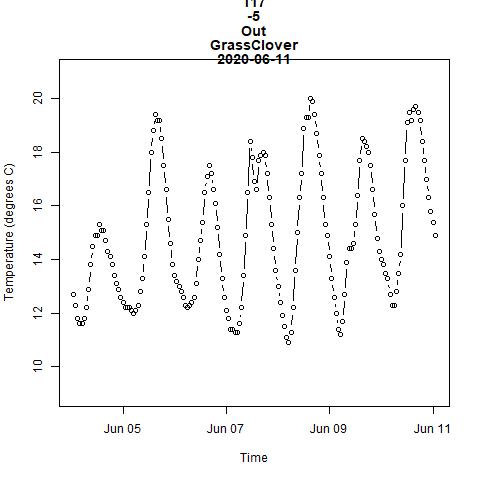 117
-5
Out
GrassClover
2020-06-11
Temperature (degrees C)
20
18
16
14
12
10
Jun 05 Jun 07 Jun 09 Jun 11
Time